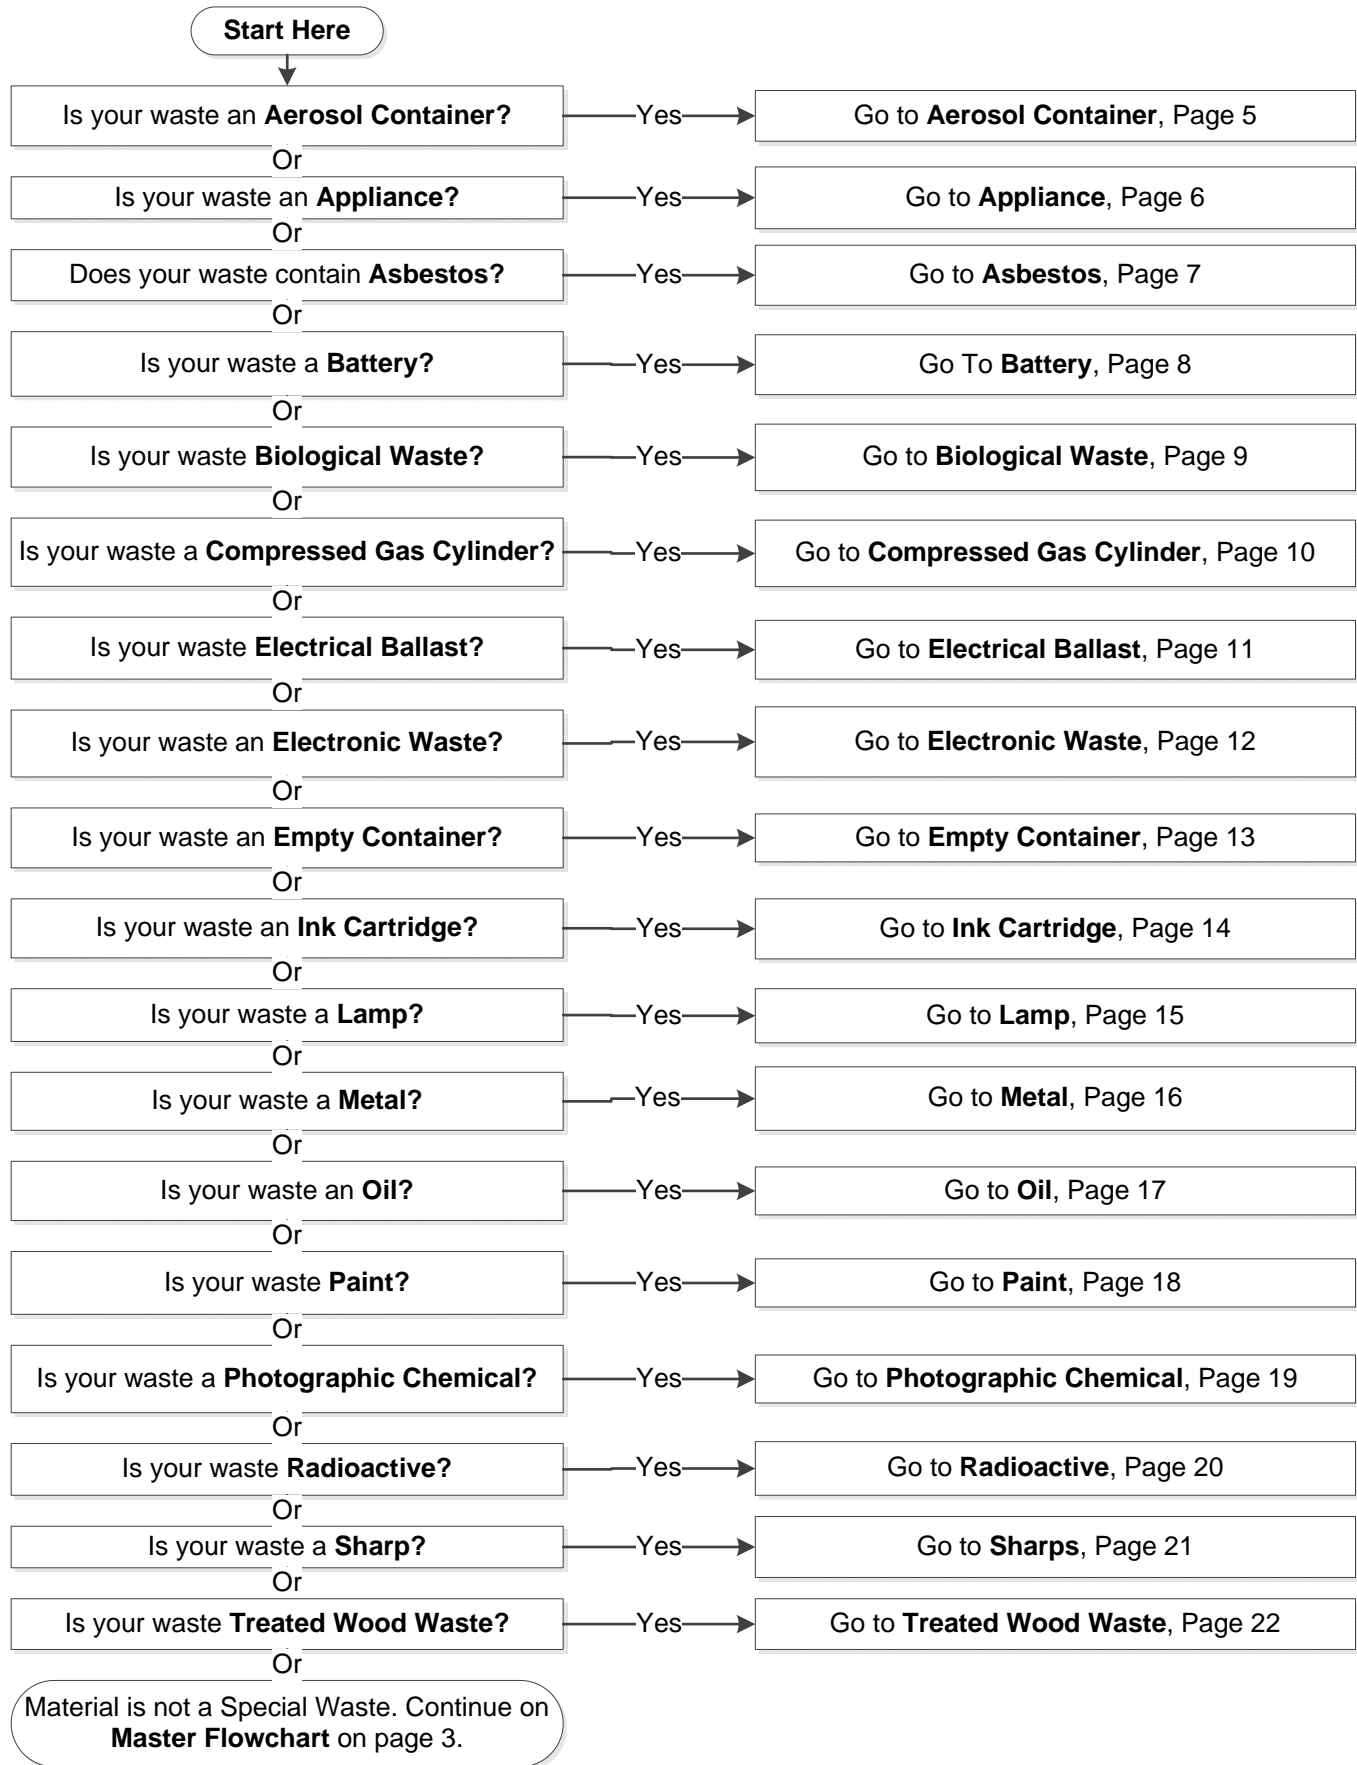 Start Here
Is your waste an Aerosol Container?
Yes
Go to Aerosol Container, Page 5
Or
Is your waste an Appliance?
Yes
Go to Appliance, Page 6
Or
Does your waste contain Asbestos?
Yes
Go to Asbestos, Page 7
Or
Is your waste a Battery?
Yes
Go To Battery, Page 8
Or
Is your waste Biological Waste?
Yes
Go to Biological Waste, Page 9
Or
Is your waste a Compressed Gas Cylinder?
Yes
Go to Compressed Gas Cylinder, Page 10
Or
Is your waste Electrical Ballast?
Yes
Go to Electrical Ballast, Page 11
Or
Is your waste an Electronic Waste?
Yes
Go to Electronic Waste, Page 12
Or
Is your waste an Empty Container?
Yes
Go to Empty Container, Page 13
Or
Is your waste an Ink Cartridge?
Yes
Go to Ink Cartridge, Page 14
Or
Is your waste a Lamp?
Yes
Go to Lamp, Page 15
Or
Is your waste a Metal?
Yes
Go to Metal, Page 16
Or
Is your waste an Oil?
Yes
Go to Oil, Page 17
Or
Is your waste Paint?
Yes
Go to Paint, Page 18
Or
Is your waste a Photographic Chemical?
Yes
Go to Photographic Chemical, Page 19
Or
Is your waste Radioactive?
Yes
Go to Radioactive, Page 20
Or
Is your waste a Sharp?
Yes
Go to Sharps, Page 21
Or
Is your waste Treated Wood Waste?
Yes
Go to Treated Wood Waste, Page 22
Or
Material is not a Special Waste. Continue on
Master Flowchart on page 3.